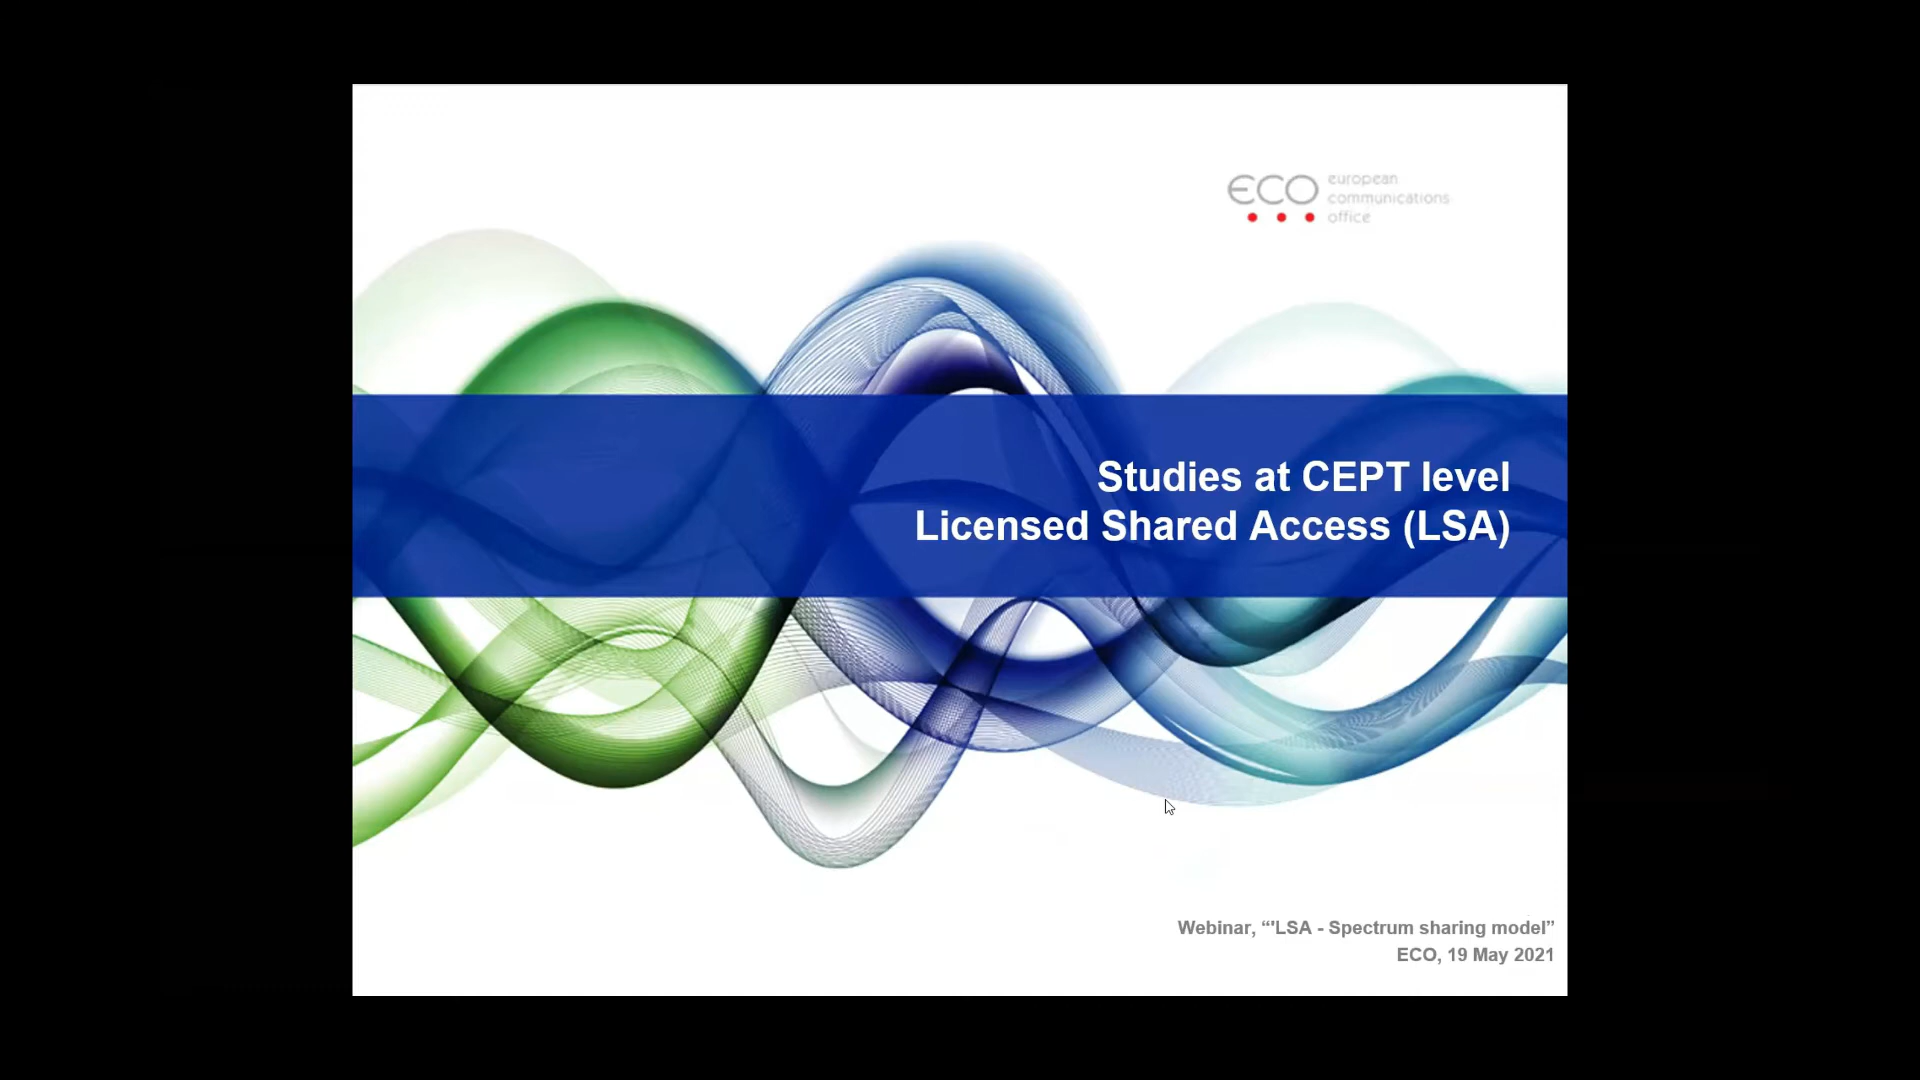 ECO
european
communications
office
Studies at CEPT level
Licensed Shared Access (LSA)
Webinar, “'LSA - Spectrum sharing model”
ECO, 19 May 2021